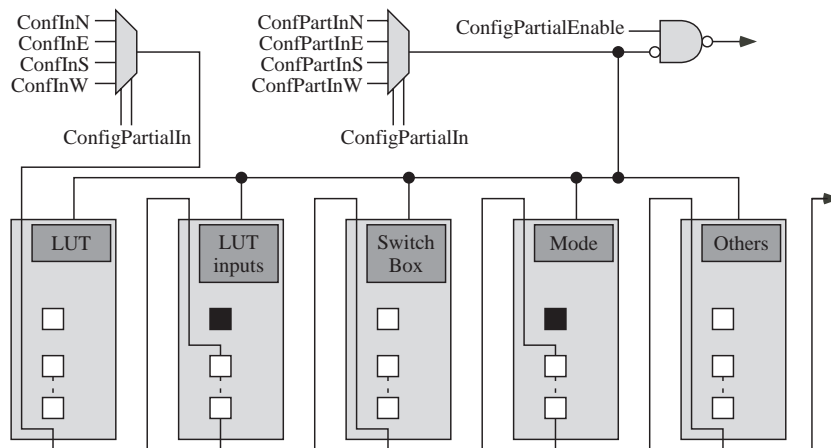 ConfInN
ConfInE
ConfInS
ConfInW
ConfigPartialIn
ConfPartInN
ConfPartInE
ConfPartInS
ConfPartInW
ConfigPartialIn
ConfigPartialEnable
LUT
LUT
inputs
Switch
Box
Mode
Others